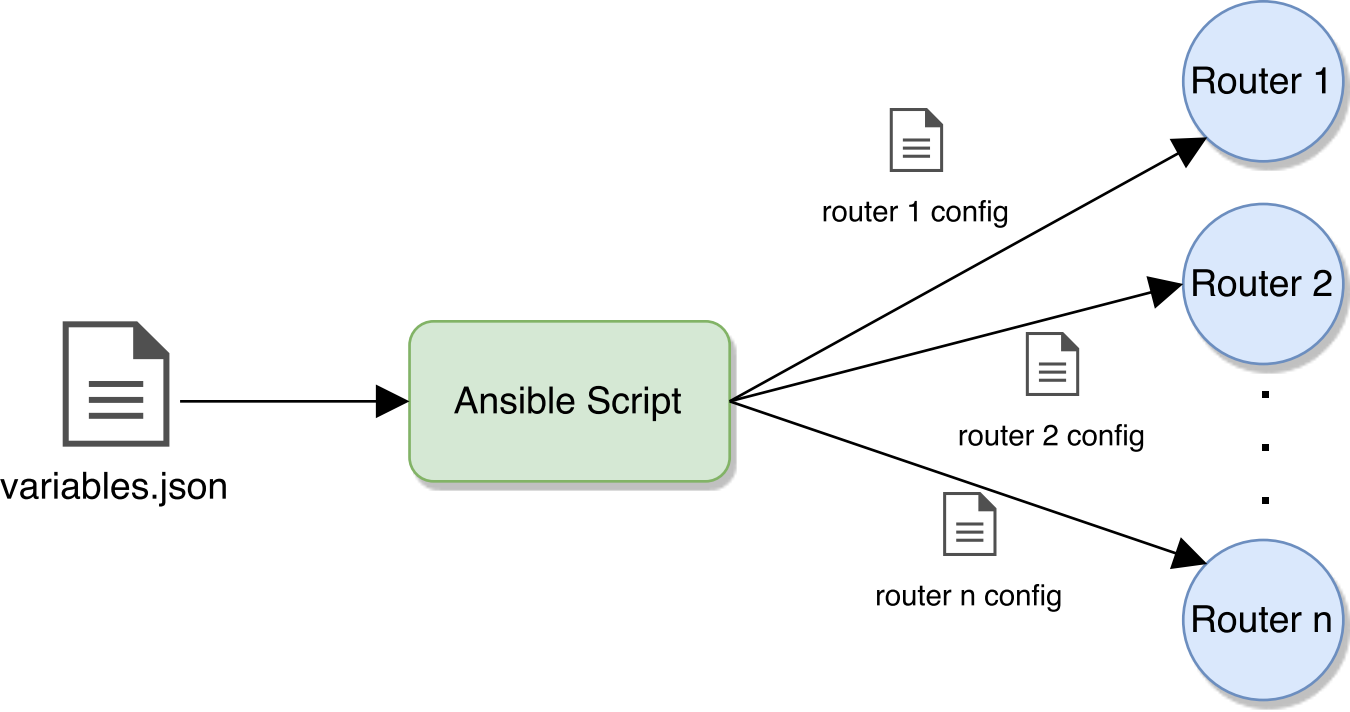 Router 1
router 1 config
Router 2
variables.json
Ansible Script
router 2 config
router n config
Router n